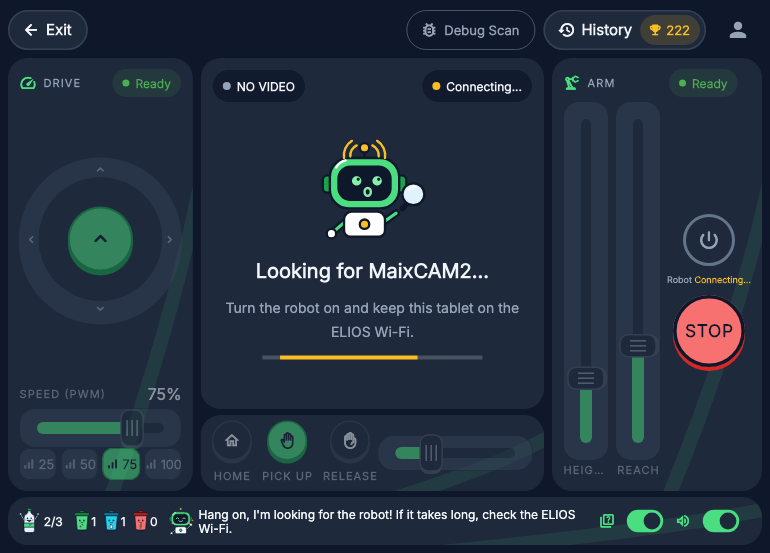 Exit
Debug Scan
History
222
DRIVE
Ready
NO VIDEO
Connecting...
ARM
Ready
Looking for MaixCAM2...
Turn the robot on and keep this tablet on the
ELIOS Wi-Fi.
Robot Connecting...
STOP
SPEED (PWM)
75%
25
50
75
100
HOME
PICK UP
RELEASE
HEIG...
REACH
2/3
1
1
0
Hang on, I'm looking for the robot! If it takes long, check the ELIOS
Wi-Fi.